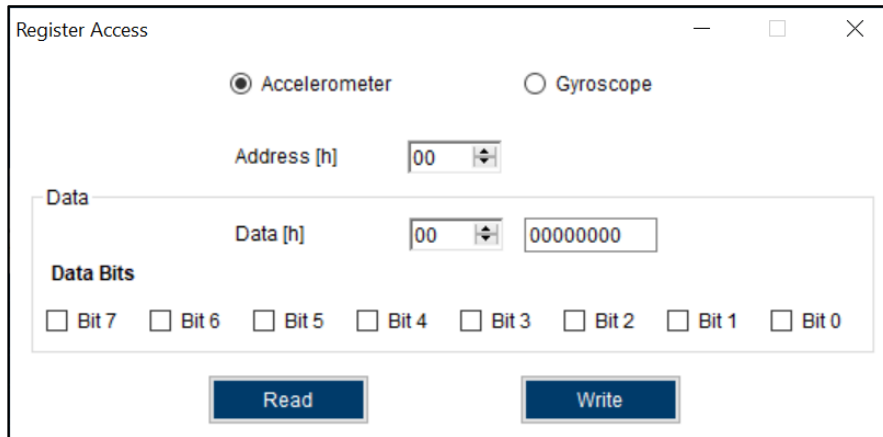 Register Access
Accelerometer Gyroscope
Address [h] 00
Data
Data [h] 00 00000000
Data Bits
Bit 7 Bit 6 Bit 5 Bit 4 Bit 3 Bit 2 Bit 1 Bit 0
Read Write